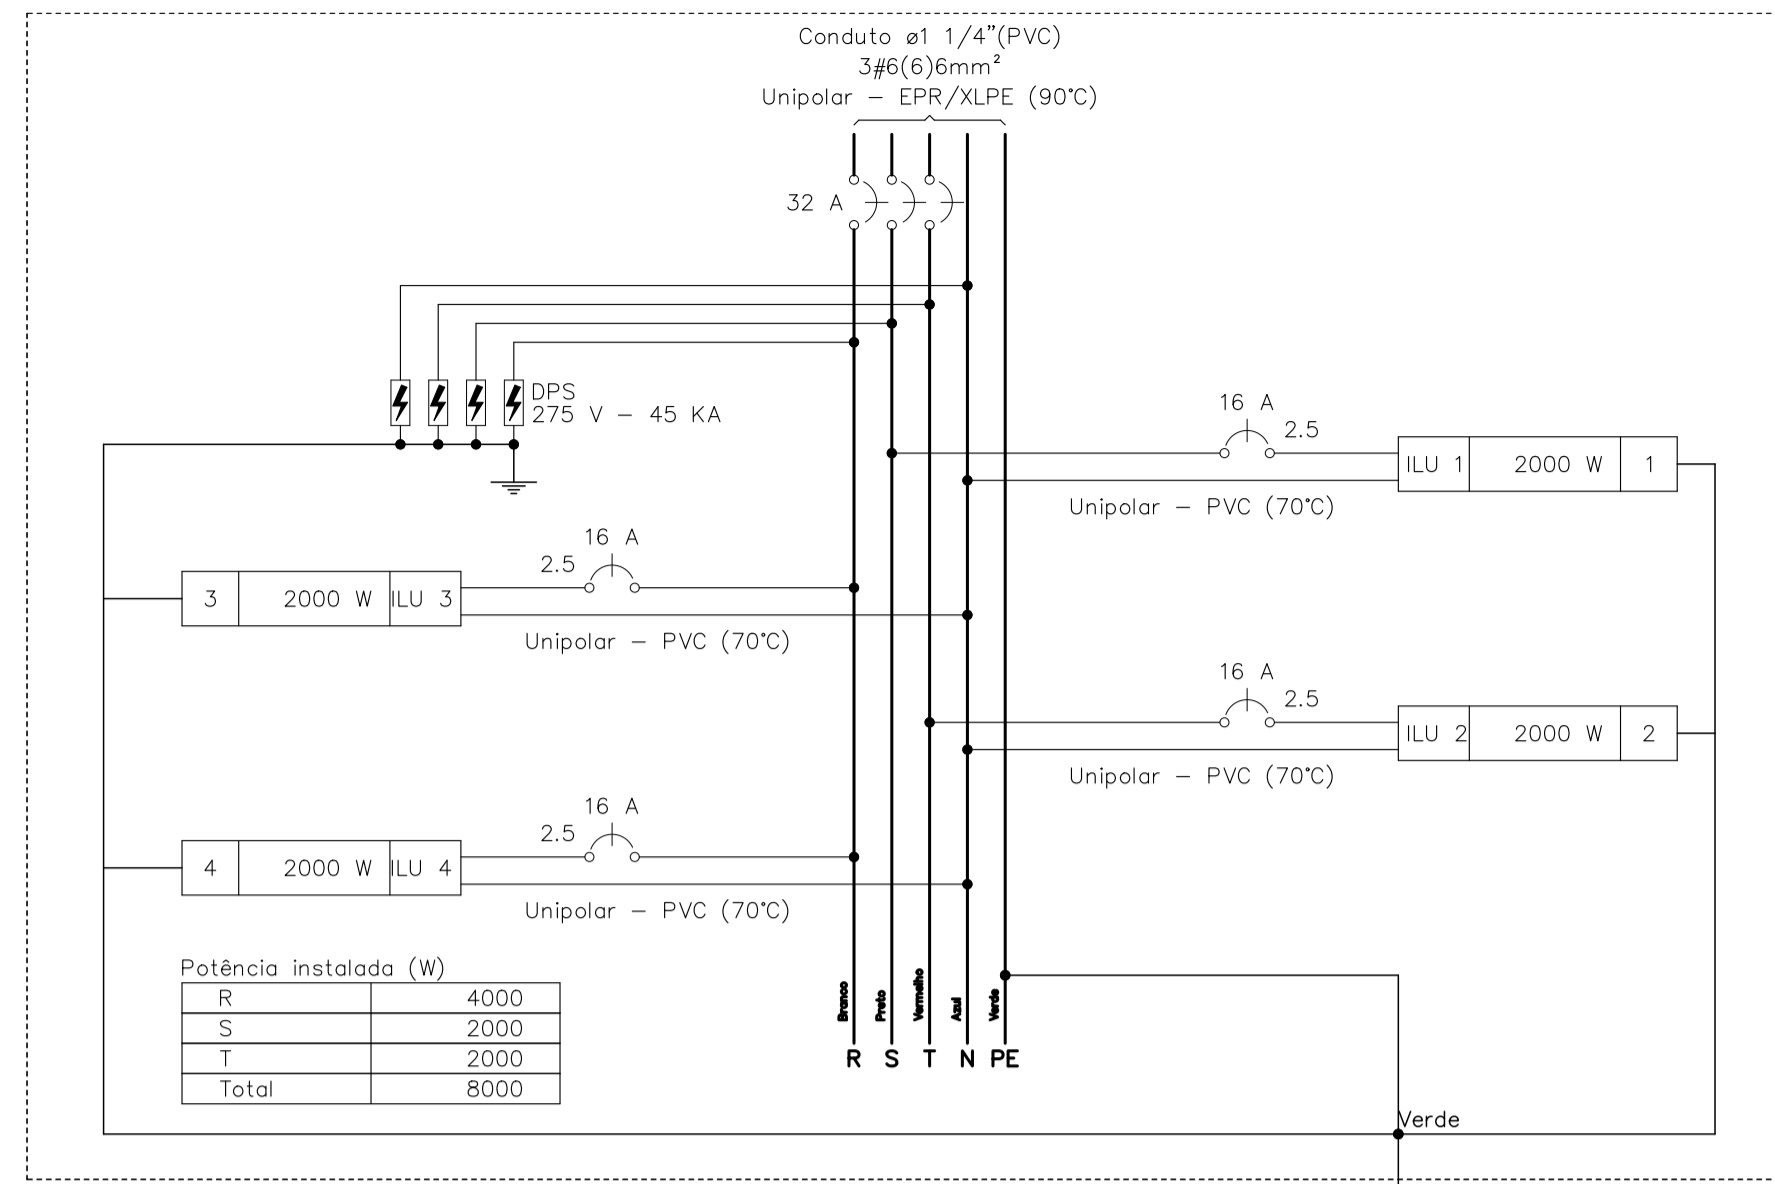 Conduto ø1 1/4"(PVC)
3#6(6)6mm²
Unipolar – EPR/XLPE (90°C)
32 A
DPS
275 V – 45 KA
16 A
2.5
ILU 1 2000 W 1
Unipolar – PVC (70°C)
16 A
2.5
3 2000 W ILU 3
Unipolar – PVC (70°C)
16 A
2.5
ILU 2 2000 W 2
Unipolar – PVC (70°C)
16 A
2.5
4 2000 W ILU 4
Unipolar – PVC (70°C)
Potência instalada (W)
R 4000
S 2000
T 2000
Total 8000
Branco
Preto
Vermelho
Azul
Verde
R S T N PE
Verde